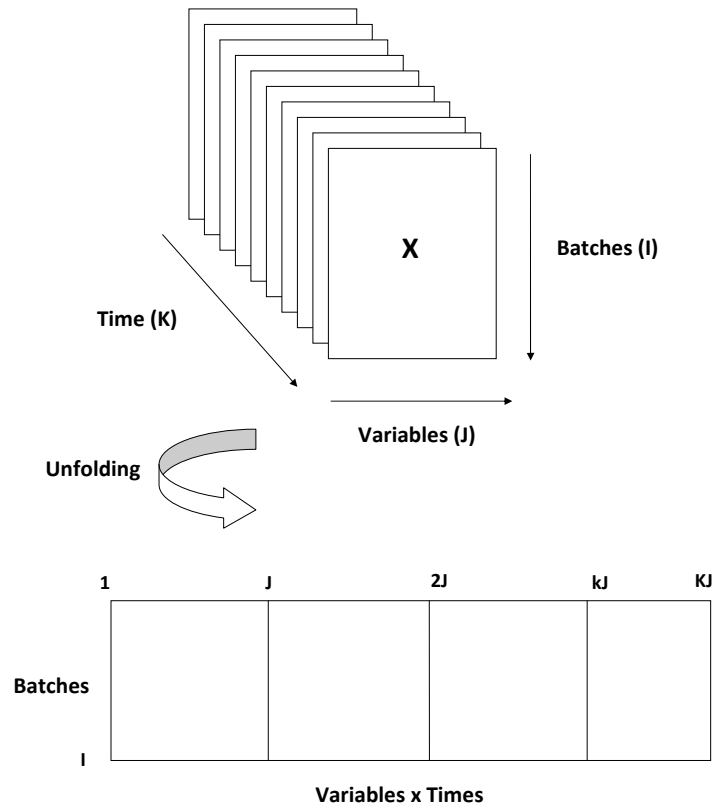 X
Batches (I)
Time (K)
Variables (J)
Unfolding
1 J 2J kJ KJ
Batches
I
Variables x Times